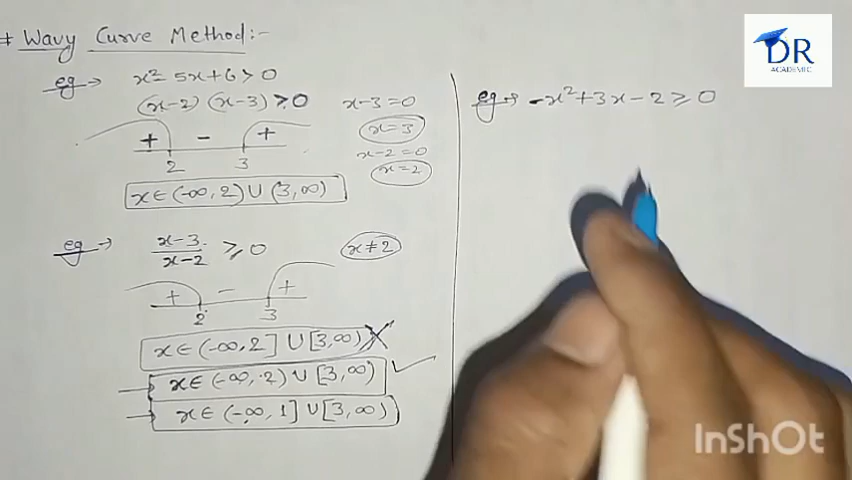 # Wavy Curve Method:-
eg → x² - 5x + 6 > 0
(x-2) (x-3) > 0
x-3=0
x=3
x-2=0
x=2
+ - +
2 3
x ∈ (-∞, 2) ∪ (3, ∞)
eg → x-3 / x-2 ≥ 0
x ≠ 2
+ - +
2 3
x ∈ (-∞, 2] ∪ [3, ∞)
x ∈ (-∞, 2) ∪ [3, ∞)
x ∈ (-∞, 1] ∪ [3, ∞)
eg → -x² + 3x - 2 ≥ 0
DR
ACADEMIC
InShOt